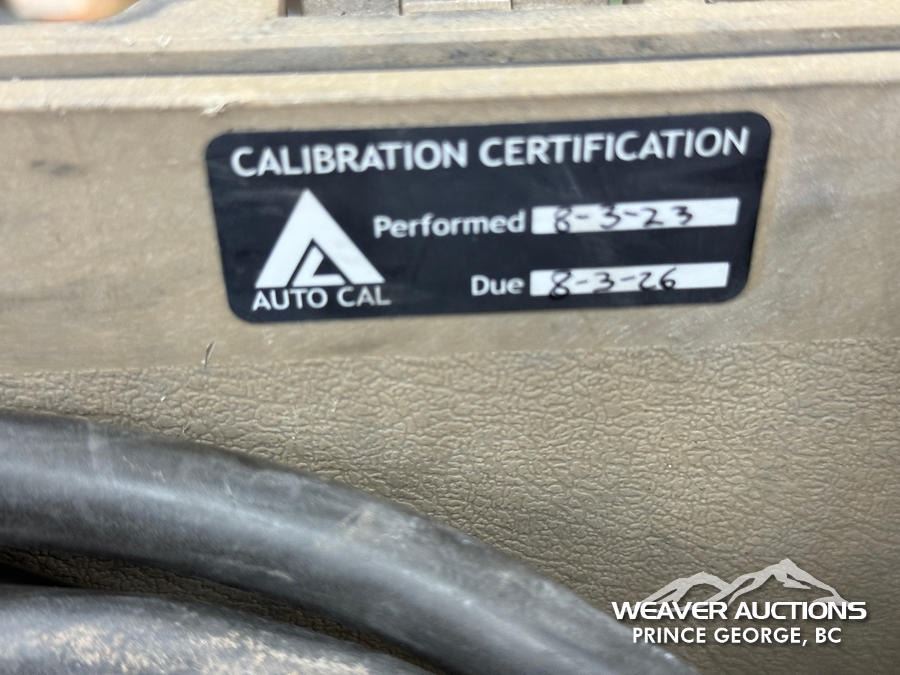 CALIBRATION CERTIFICATION
Performed 8-3-23
Due 8-3-26
AUTO CAL
WEAVER AUCTIONS
PRINCE GEORGE, BC